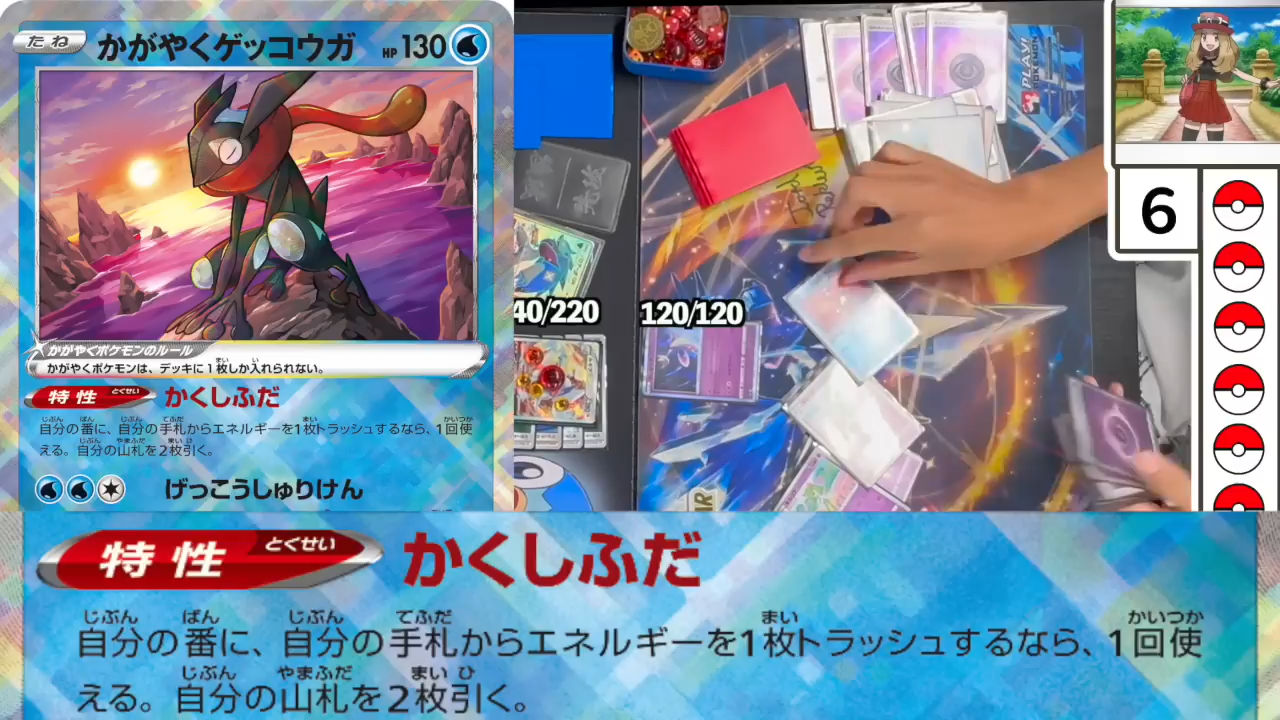 たね かがやくゲッコウガ HP 130
かがやくポケモンのルール
かがやくポケモンは、デッキに1枚しか入れられない。
特性 とくせい かくしふだ
自分の番に、自分の手札からエネルギーを1枚トラッシュするなら、1回使
える。自分の山札を2枚引く。
げっこうしゅりけん
40/220
120/120
PLAY!
6
特性 とくせい かくしふだ
じぶん ばん じぶん てふだ まい かいつか
自分の番に、自分の手札からエネルギーを1枚トラッシュするなら、1回使
じぶん やまふだ まい ひ
える。自分の山札を2枚引く。